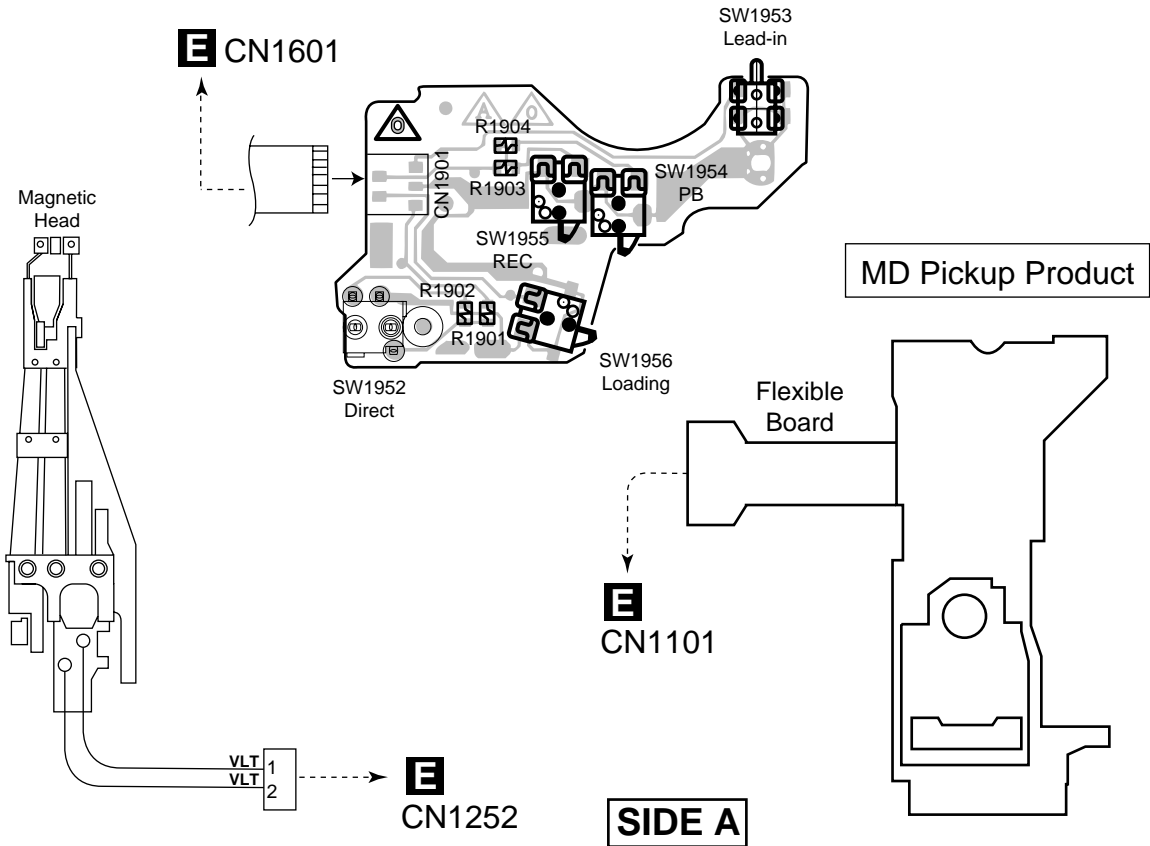 SW1953
Lead-in
E CN1601
O
A
O
R1904
CN1901
R1903
SW1954
PB
Magnetic
Head
SW1955
REC
MD Pickup Product
R1902
R1901
SW1956
Loading
SW1952
Direct
Flexible
Board
E
CN1101
VLT 1
VLT 2
E
CN1252
SIDE A